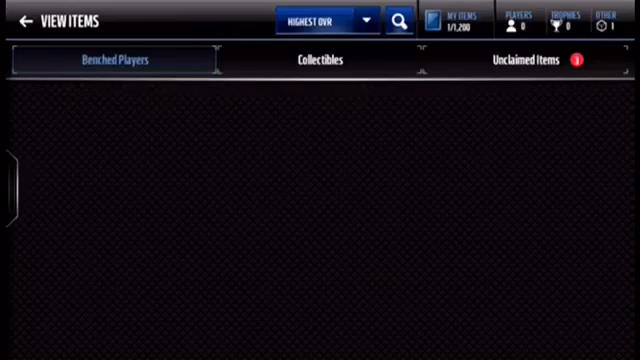 VIEW ITEMS
HIGHEST OVR
MY ITEMS
1/1,200
PLAYERS
0
TROPHIES
0
OTHER
1
Benched Players
Collectibles
Unclaimed Items